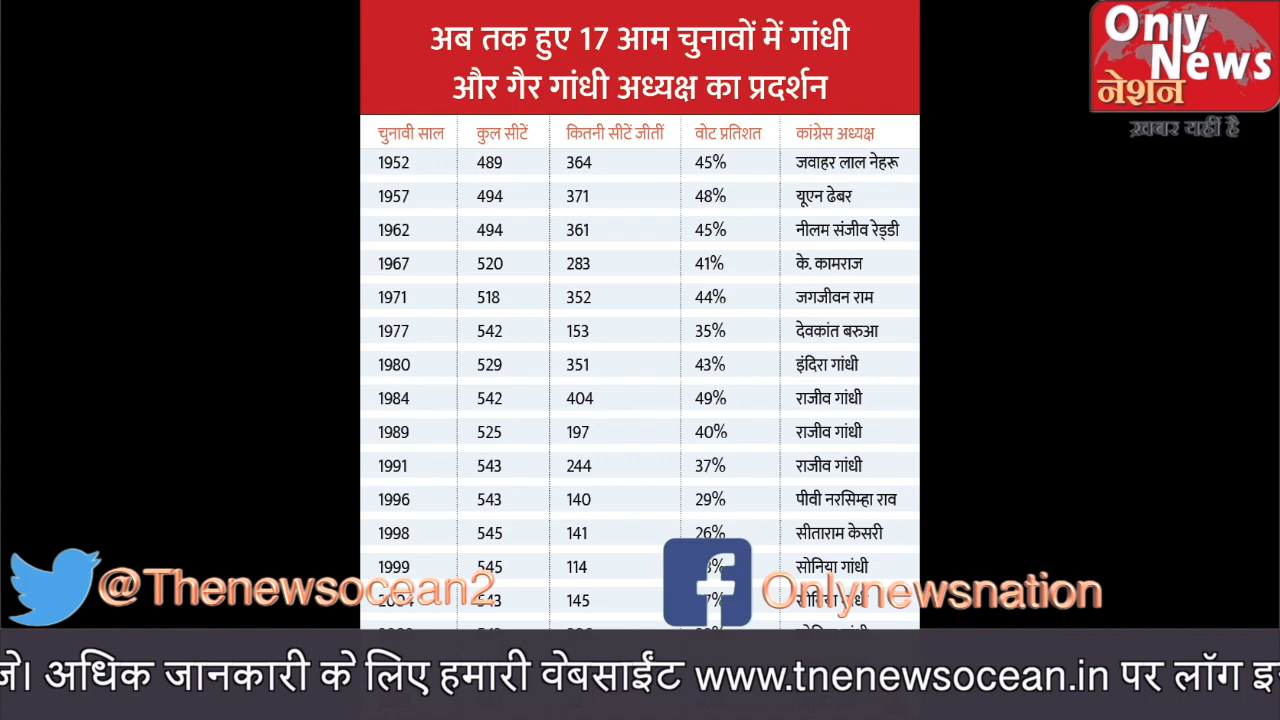 अब तक हुए 17 आम चुनावों में गांधी
और गैर गांधी अध्यक्ष का प्रदर्शन
Only
News
नेशन
ख़बर यहीं है
चुनावी साल कुल सीटें कितनी सीटें जीतीं वोट प्रतिशत कांग्रेस अध्यक्ष
1952 489 364 45% जवाहर लाल नेहरू
1957 494 371 48% यूएन ढेबर
1962 494 361 45% नीलम संजीव रेड्डी
1967 520 283 41% के. कामराज
1971 518 352 44% जगजीवन राम
1977 542 153 35% देवकांत बरुआ
1980 529 351 43% इंदिरा गांधी
1984 542 404 49% राजीव गांधी
1989 525 197 40% राजीव गांधी
1991 543 244 37% राजीव गांधी
1996 543 140 29% पीवी नरसिम्हा राव
1998 545 141 26% सीताराम केसरी
1999 545 114 सोनिया गांधी
543 145
@Thenewsocean2 Onlynewsnation
जे। अधिक जानकारी के लिए हमारी वेबसाईंट www.tnenewsocean.in पर लॉग